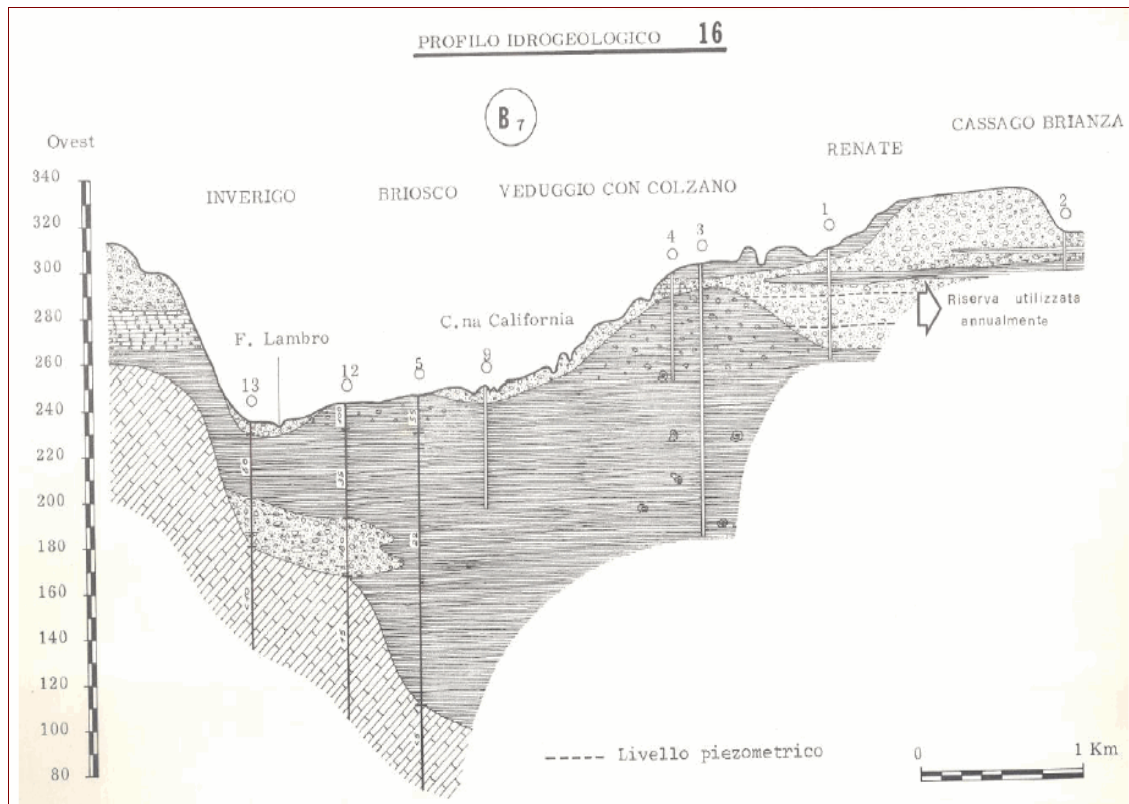 PROFILO IDROGEOLOGICO 16
B 7
CASSAGO BRIANZA
Ovest
RENATE
INVERIGO
BRIOSCO
VEDUGGIO CON COLZANO
340
320
300
280
260
240
220
200
180
160
140
120
100
80
2
1
3
4
Riserva utilizzata
annualmente
C.na California
F. Lambro
13
12
5
9
----- Livello piezometrico
0
1 Km